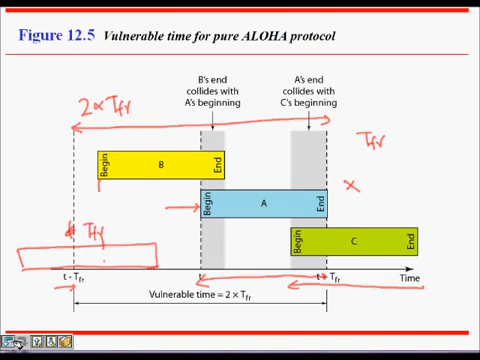 Figure 12.5 Vulnerable time for pure ALOHA protocol
B's end
collides with
A's beginning
A's end
collides with
C's beginning
2 × Tfr
Tfr
Begin B End
×
Begin A End
Tfr
Begin C End
t - Tfr t t + Tfr Time
Vulnerable time = 2 × Tfr